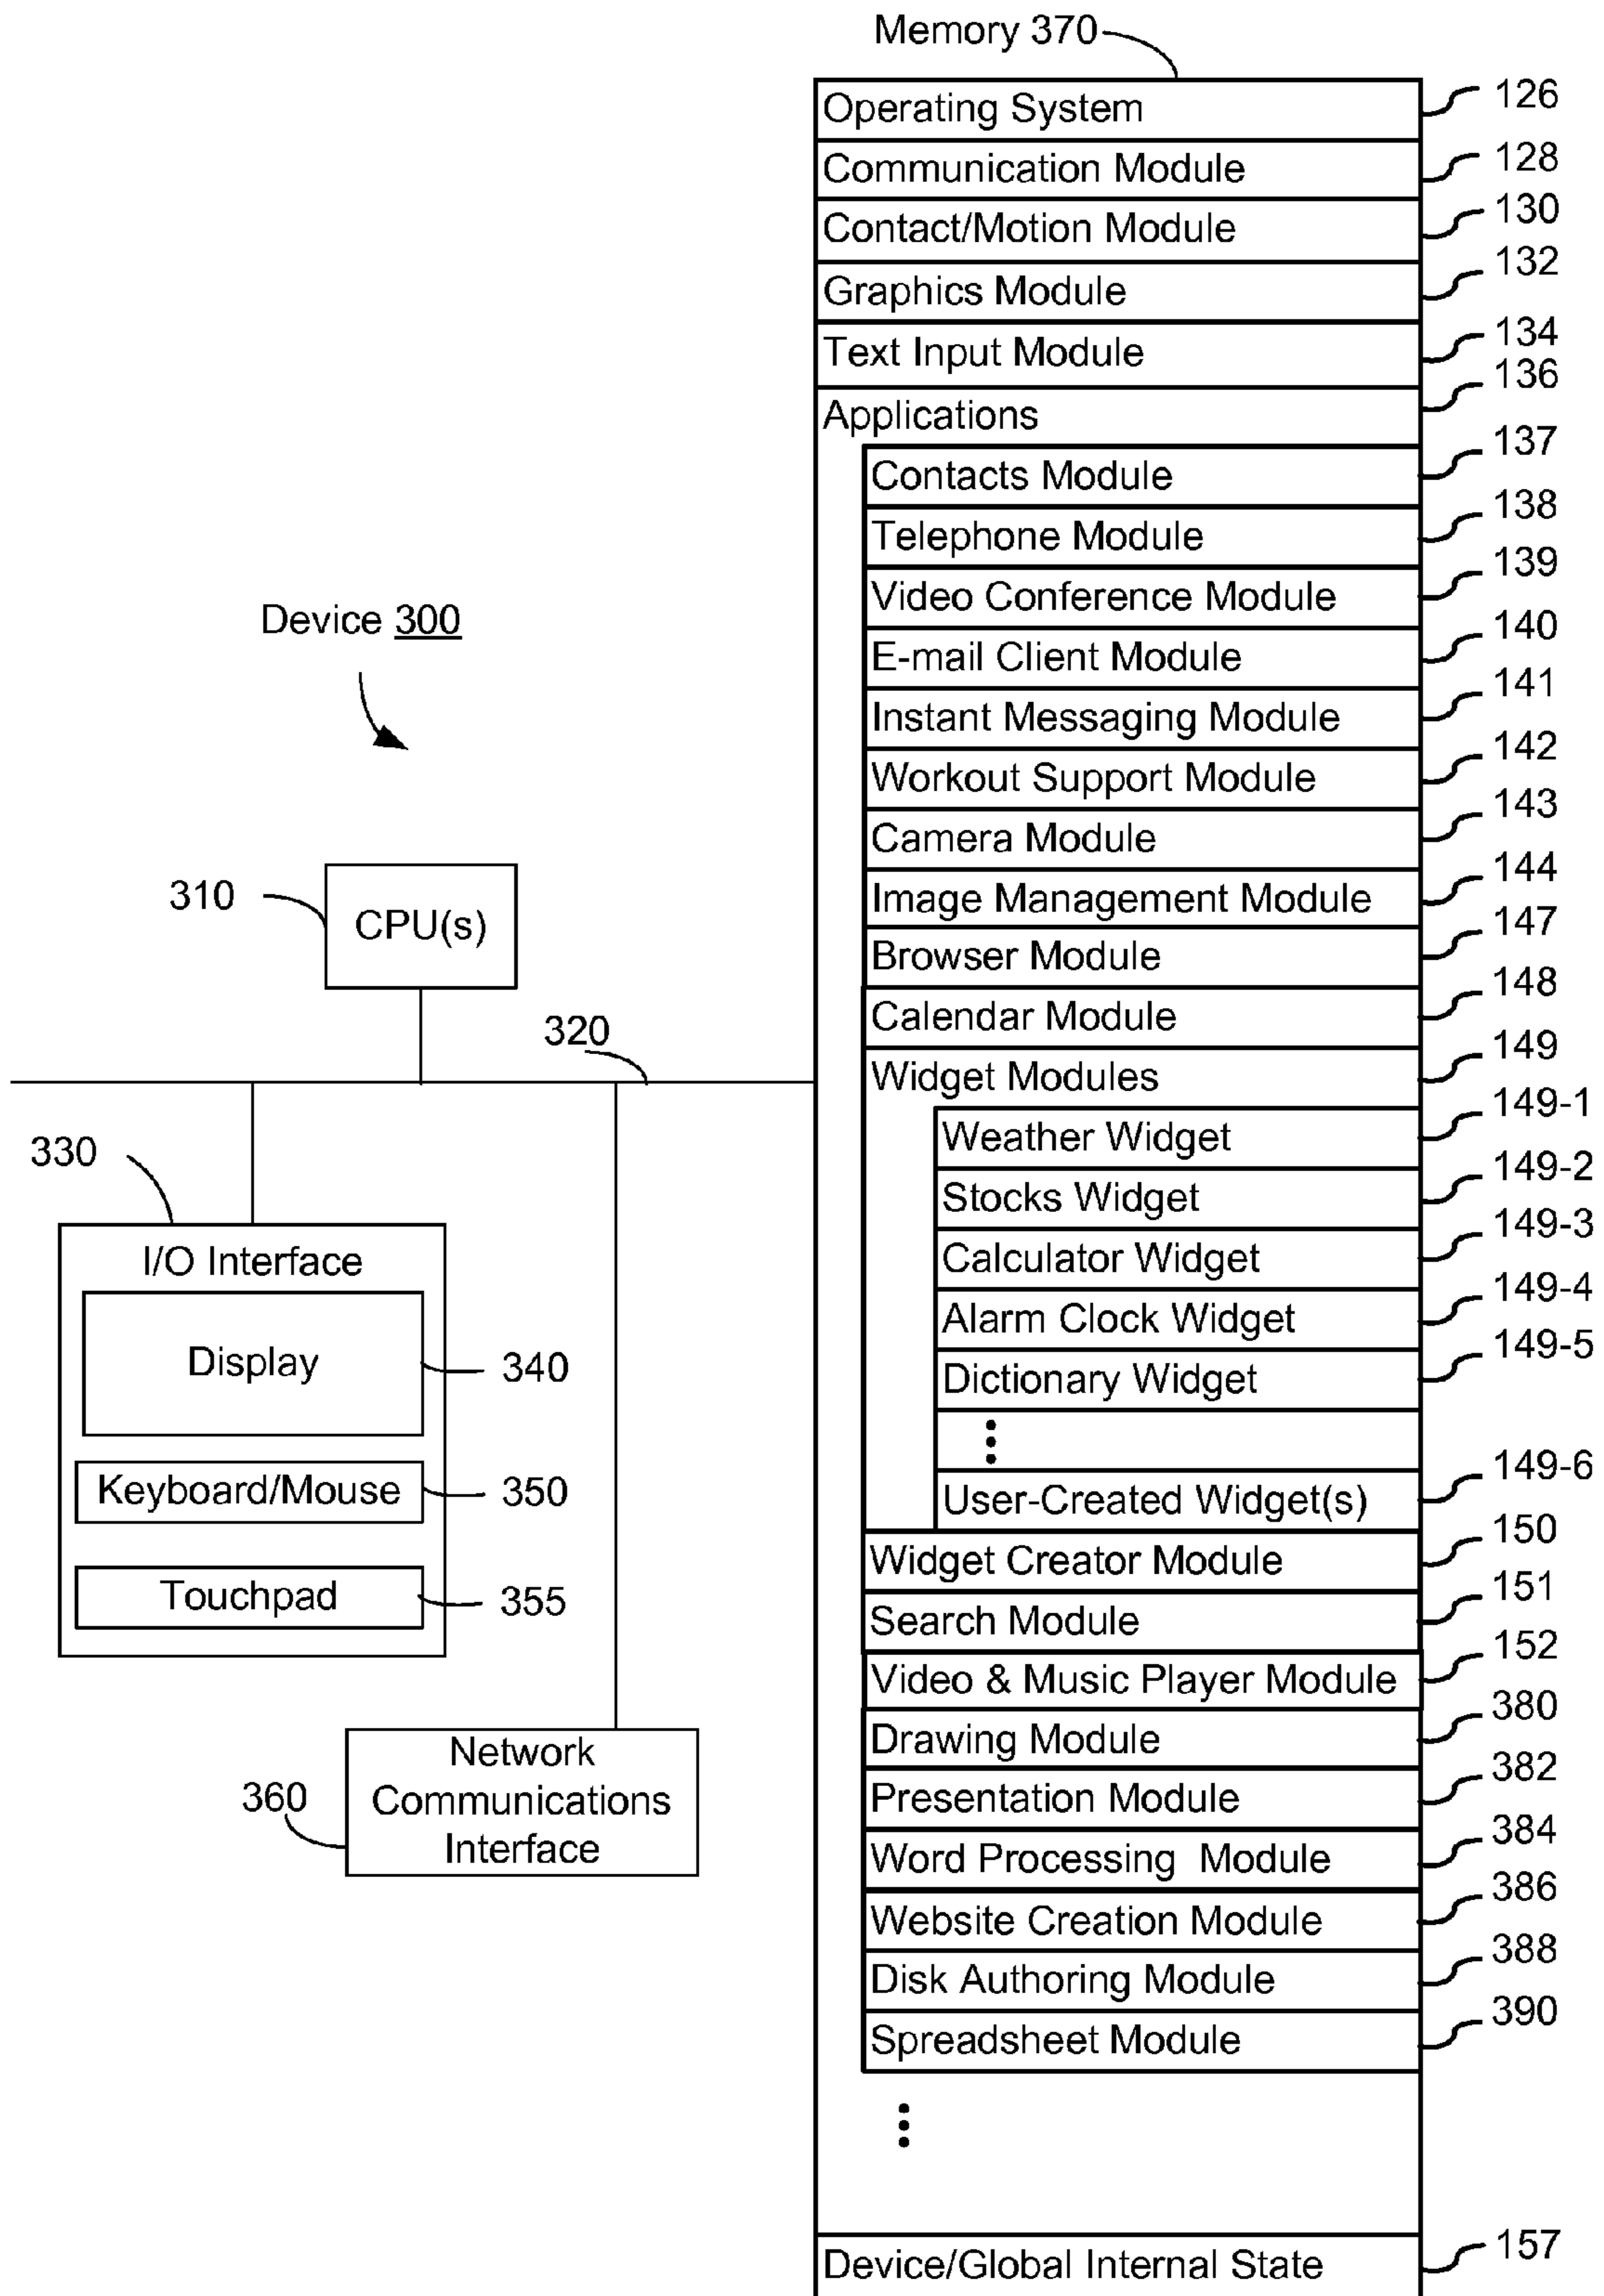 Memory 370
Operating System 126
Communication Module 128
Contact/Motion Module 130
Graphics Module 132
Text Input Module 134
Applications 136
Contacts Module 137
Telephone Module 138
Video Conference Module 139
E-mail Client Module 140
Instant Messaging Module 141
Workout Support Module 142
Camera Module 143
Image Management Module 144
Browser Module 147
Calendar Module 148
Widget Modules 149
Weather Widget 149-1
Stocks Widget 149-2
Calculator Widget 149-3
Alarm Clock Widget 149-4
Dictionary Widget 149-5
User-Created Widget(s) 149-6
Widget Creator Module 150
Search Module 151
Video & Music Player Module 152
Drawing Module 380
Presentation Module 382
Word Processing Module 384
Website Creation Module 386
Disk Authoring Module 388
Spreadsheet Module 390
Device/Global Internal State 157
Device 300
310
CPU(s)
320
330
I/O Interface
Display 340
Keyboard/Mouse 350
Touchpad 355
360
Network
Communications
Interface